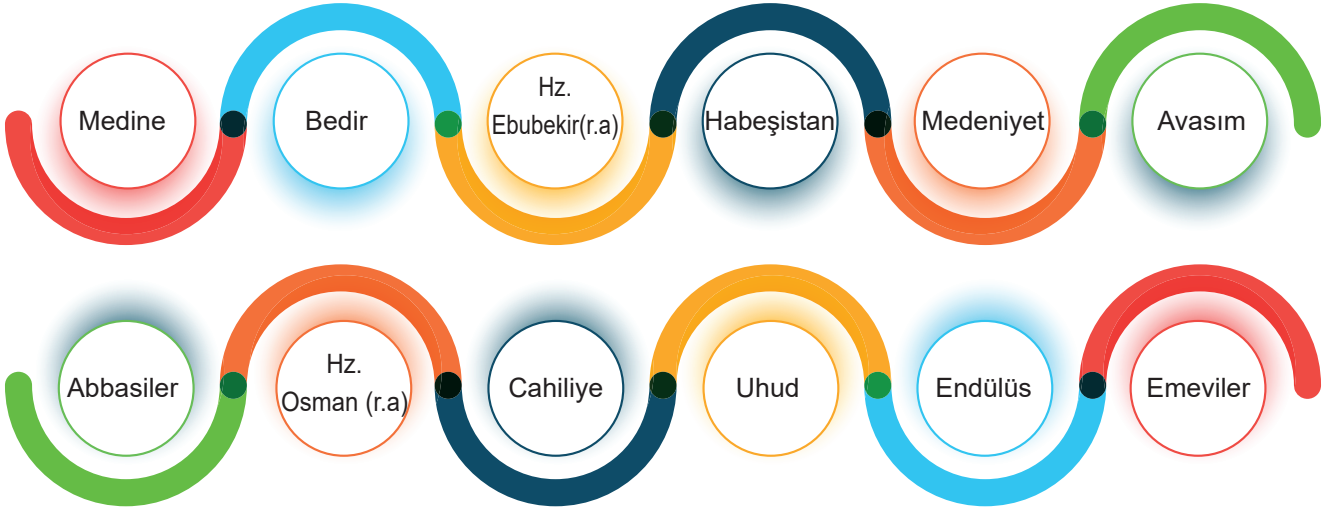 Medine
Bedir
Hz.
Ebubekir(r.a)
Habeşistan
Medeniyet
Avasım
Abbasiler
Hz.
Osman (r.a)
Cahiliye
Uhud
Endülüs
Emeviler